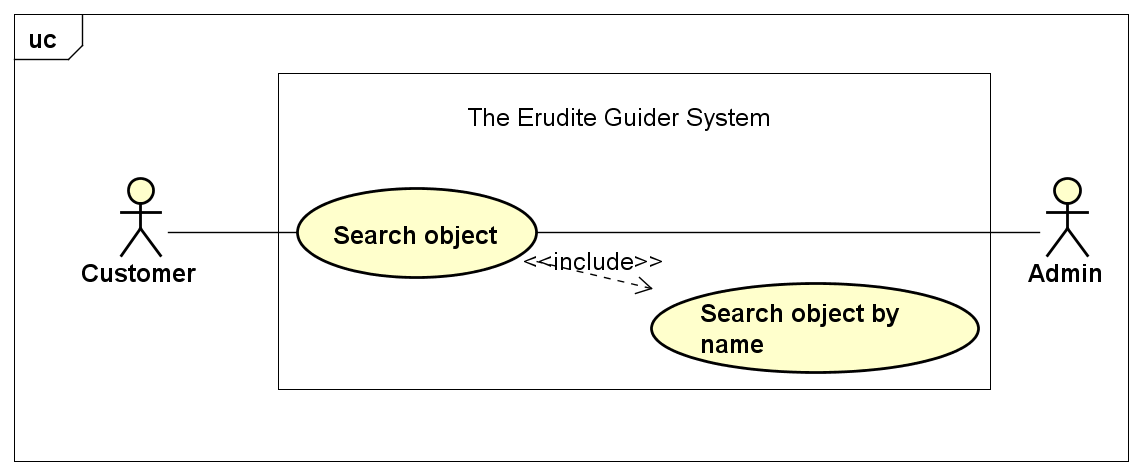 uc
The Erudite Guider System
Search object
<<include>>
Customer
Admin
Search object by
name